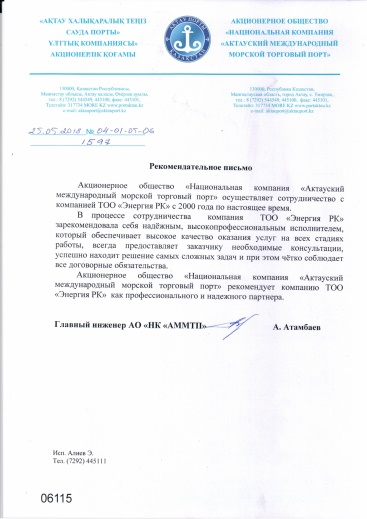 «АКТАУ ХАЛЫҚАРАЛЫҚ ТЕҢІЗ
САУДА ПОРТЫ»
ҰЛТТЫҚ КОМПАНИЯСЫ»
АКЦИОНЕРЛІК ҚОҒАМЫ
АКЦИОНЕРНОЕ ОБЩЕСТВО
«НАЦИОНАЛЬНАЯ КОМПАНИЯ
«АКТАУСКИЙ МЕЖДУНАРОДНЫЙ
МОРСКОЙ ТОРГОВЫЙ ПОРТ»
130000, Қазақстан Республикасы,
130000, Республика Казахстан,
25.05.2018 № 04-01-05-06
1597
Рекомендательное письмо
Акционерное общество «Национальная компания «Актауский
международный морской торговый порт» осуществляет сотрудничество с
компанией ТОО «Энергия РК» с 2000 года по настоящее время.
В процессе сотрудничества компания ТОО «Энергия РК»
зарекомендовала себя надёжным, высокопрофессиональным исполнителем,
который обеспечивает высокое качество оказания услуг на всех стадиях
работы, всегда предоставляет заказчику необходимые консультации,
успешно находит решение самых сложных задач и при этом чётко соблюдает
все договорные обязательства.
Акционерное общество «Национальная компания «Актауский
международный морской торговый порт» рекомендует компанию ТОО
«Энергия РК» как профессионального и надежного партнера.
Главный инженер АО «НК «АММТП» А. Атамбаев
Исп. Алиев Э.
Тел. (7292) 445111
06115